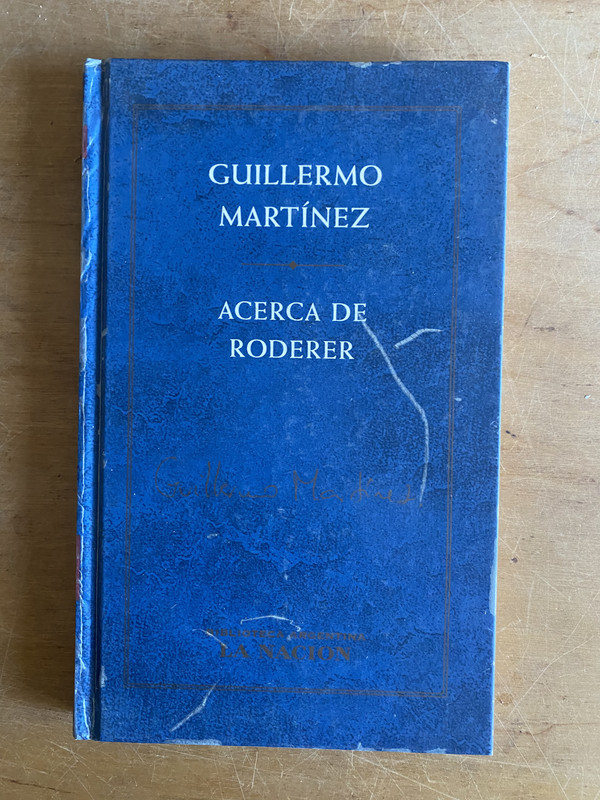 GUILLERMO
MARTÍNEZ
ACERCA DE
RODERER
Guillermo Martínez
BIBLIOTECA ARGENTINA
LA NACION